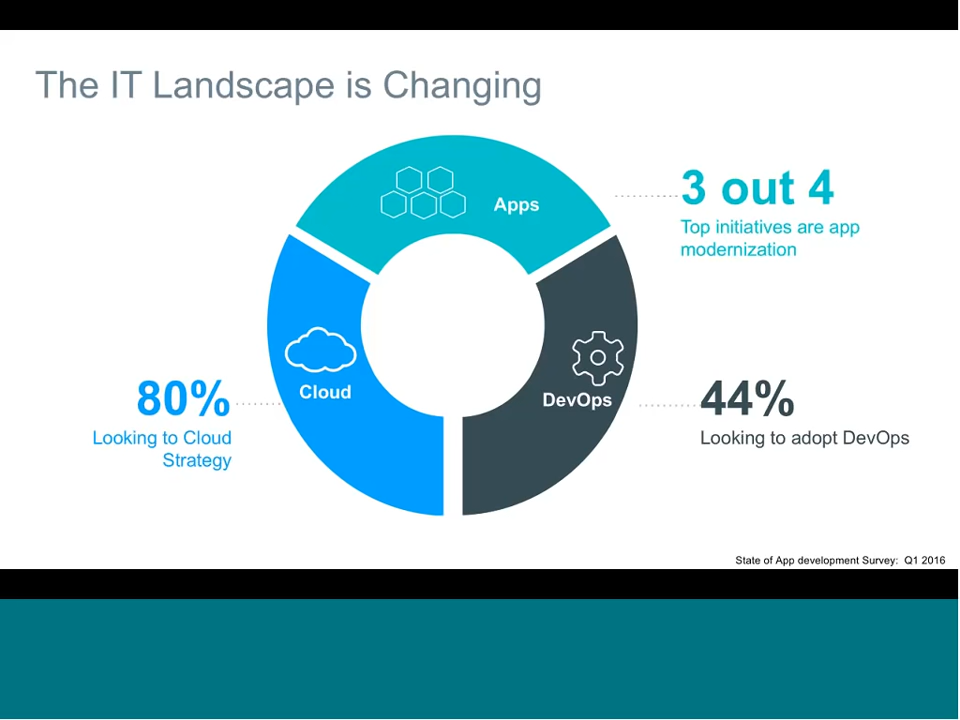 The IT Landscape is Changing
Apps
3 out 4
Top initiatives are app
modernization
Cloud
80%
Looking to Cloud
Strategy
DevOps
44%
Looking to adopt DevOps
State of App development Survey: Q1 2016